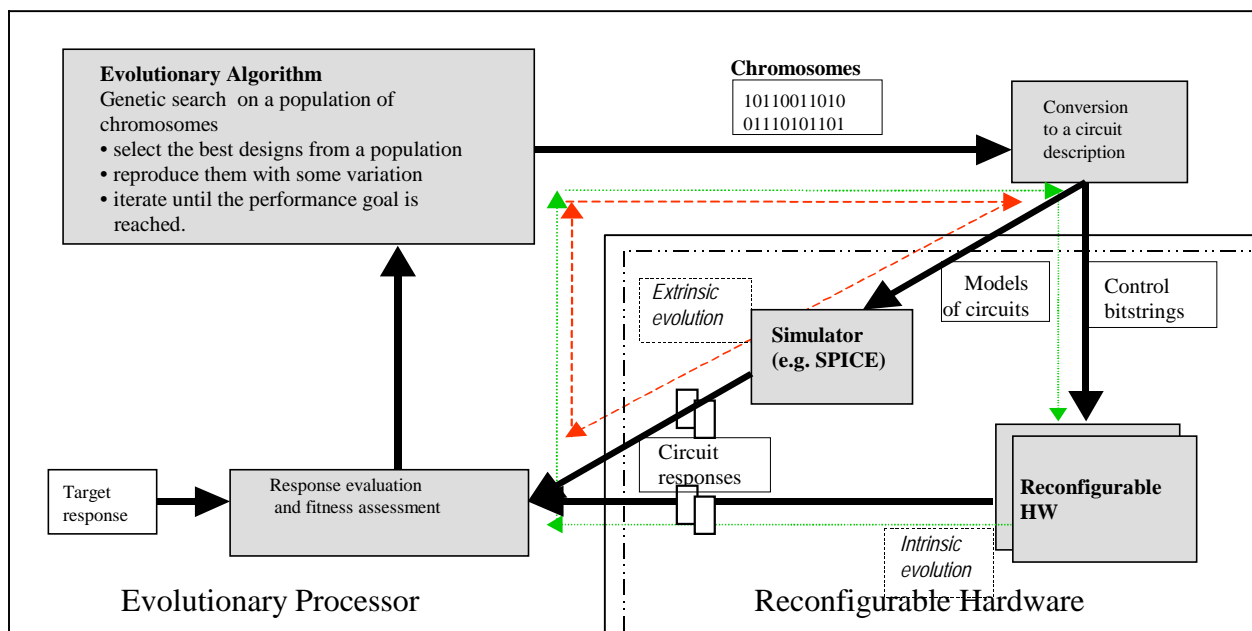 Evolutionary Algorithm
Genetic search on a population of
chromosomes
• select the best designs from a population
• reproduce them with some variation
• iterate until the performance goal is
reached.
Chromosomes
10110011010
01110101101
Conversion
to a circuit
description
Extrinsic
evolution
Models
of circuits
Control
bitstrings
Simulator
(e.g. SPICE)
Circuit
responses
Target
response
Response evaluation
and fitness assessment
Reconfigurable
HW
Intrinsic
evolution
Evolutionary Processor
Reconfigurable Hardware